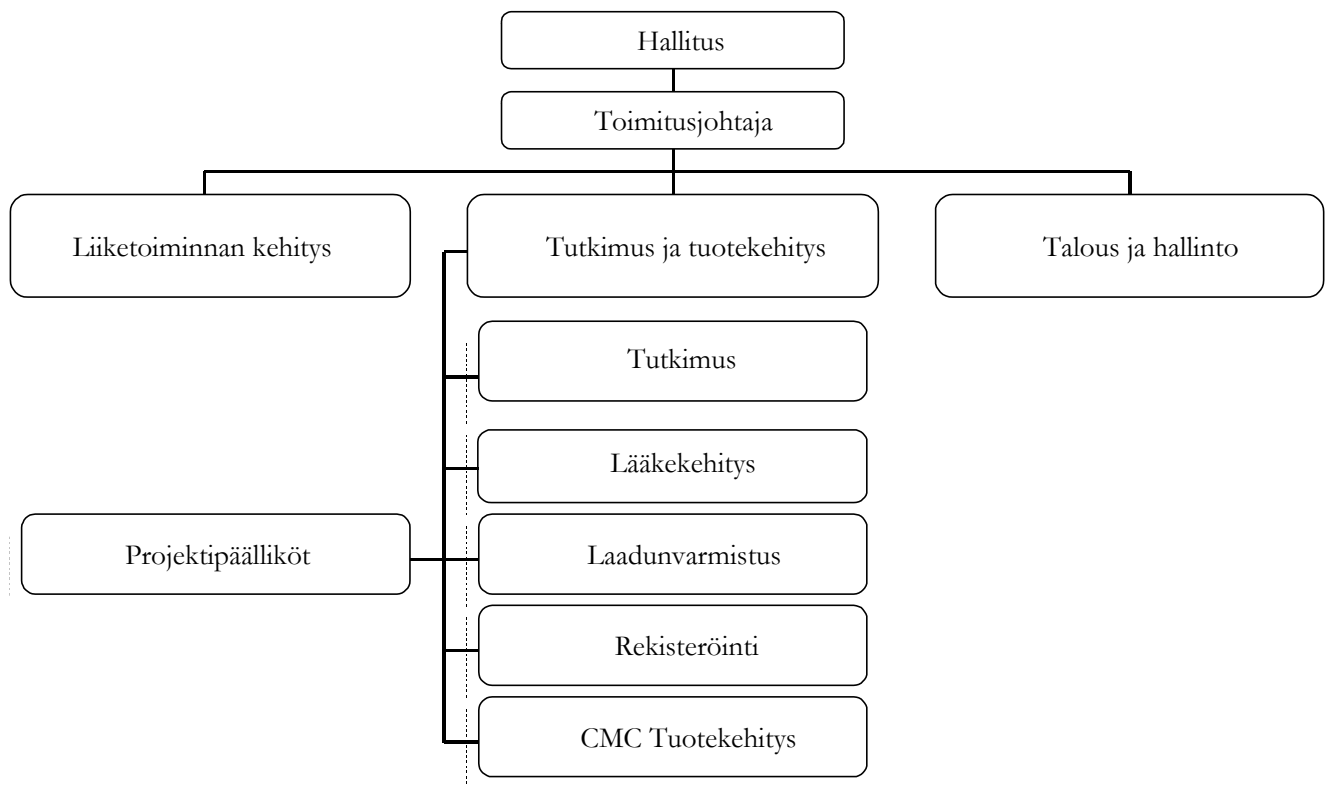 Hallitus
Toimitusjohtaja
Liiketoiminnan kehitys
Tutkimus ja tuotekehitys
Talous ja hallinto
Tutkimus
Lääkekehitys
Projektipäälliköt
Laadunvarmistus
Rekisteröinti
CMC Tuotekehitys